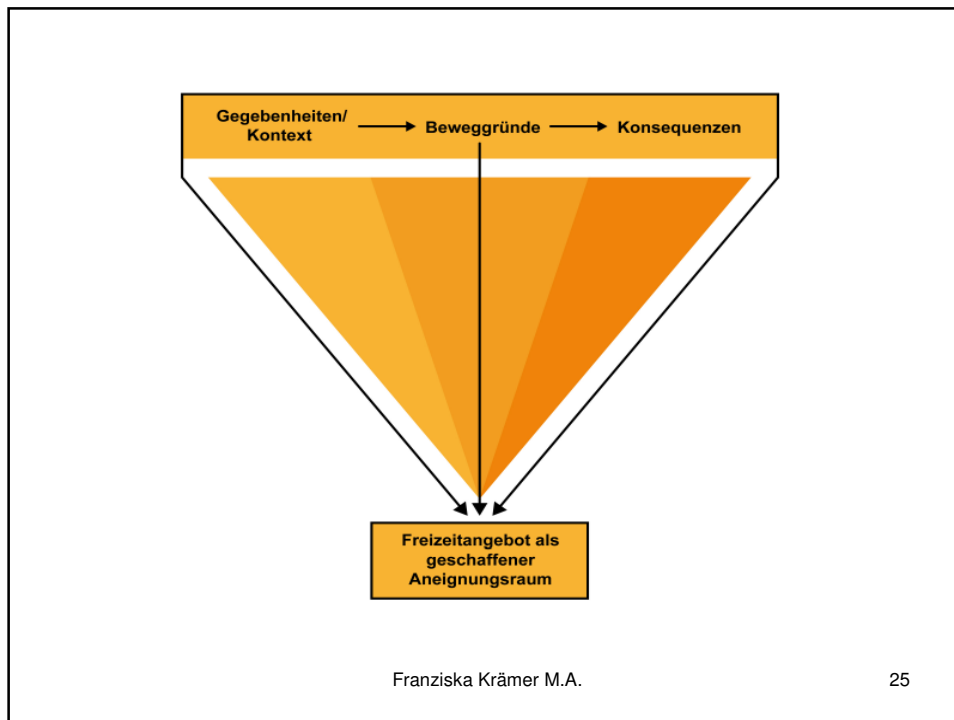 Gegebenheiten/
Kontext
Beweggründe
Konsequenzen
Freizeitangebot als
geschaffener
Aneignungsraum
Franziska Krämer M.A.
25